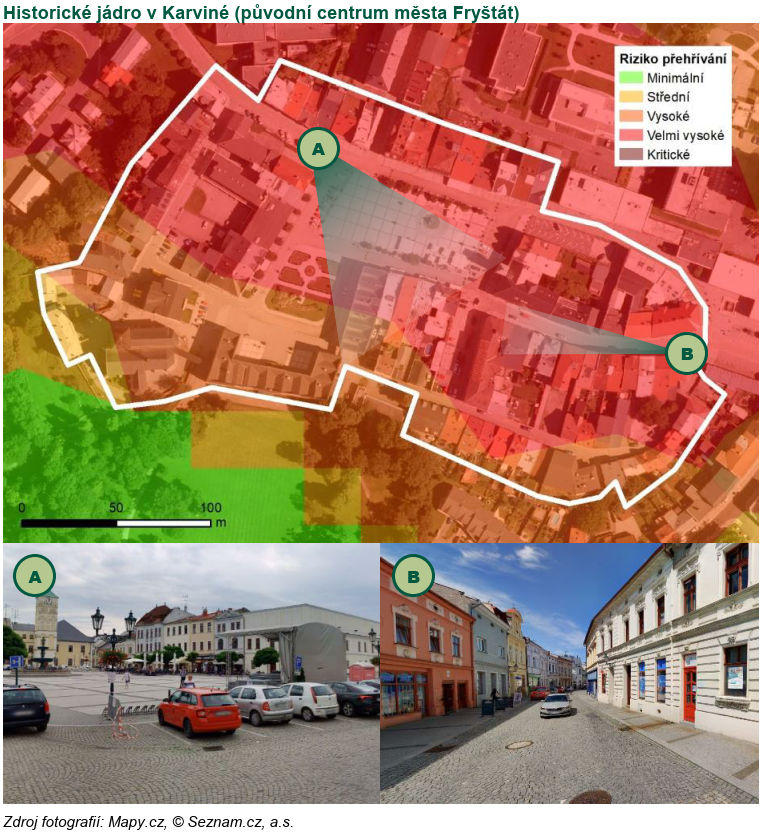 Historické jádro v Karviné (původní centrum města Fryštát)
Riziko přehřívání
Minimální
Střední
Vysoké
Velmi vysoké
Kritické
A
B
0 50 100
m
A B
Zdroj fotografií: Mapy.cz, © Seznam.cz, a.s.